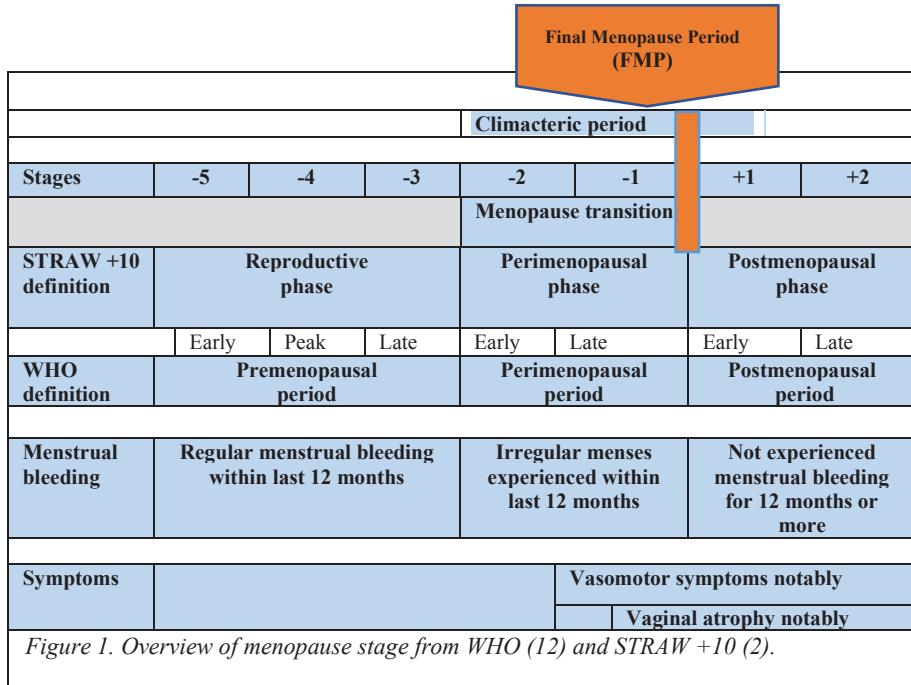 Final Menopause Period
(FMP)
Climacteric period
Stages -5 -4 -3 -2 -1 +1 +2
Menopause transition
STRAW +10 Reproductive Perimenopausal Postmenopausal
definition phase phase phase
Early Peak Late Early Late Early Late
WHO Premenopausal Perimenopausal Postmenopausal
definition period period period
Menstrual Regular menstrual bleeding Irregular menses Not experienced
bleeding within last 12 months experienced within menstrual bleeding
last 12 months for 12 months or
more
Symptoms Vasomotor symptoms notably
Vaginal atrophy notably
Figure 1. Overview of menopause stage from WHO (12) and STRAW +10 (2).